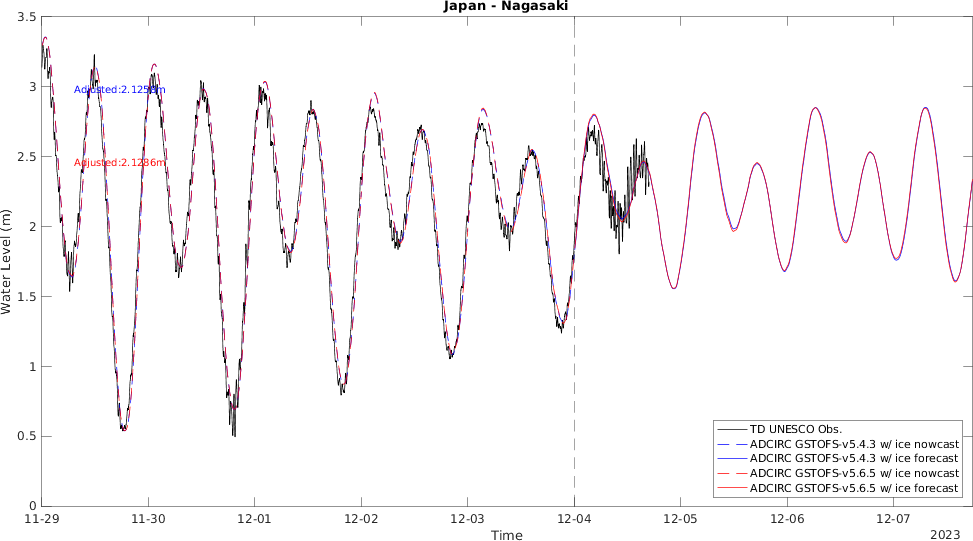 Japan - Nagasaki
3.5
3
2.5
2
1.5
1
0.5
0
Water Level (m)
Adjusted:2.1286m
TD UNESCO Obs.
ADCIRC GSTOFS-v5.4.3 w/ ice nowcast
ADCIRC GSTOFS-v5.4.3 w/ ice forecast
ADCIRC GSTOFS-v5.6.5 w/ ice nowcast
ADCIRC GSTOFS-v5.6.5 w/ ice forecast
11-29
11-30
12-01
12-02
12-03
12-04
12-05
12-06
12-07
Time
2023